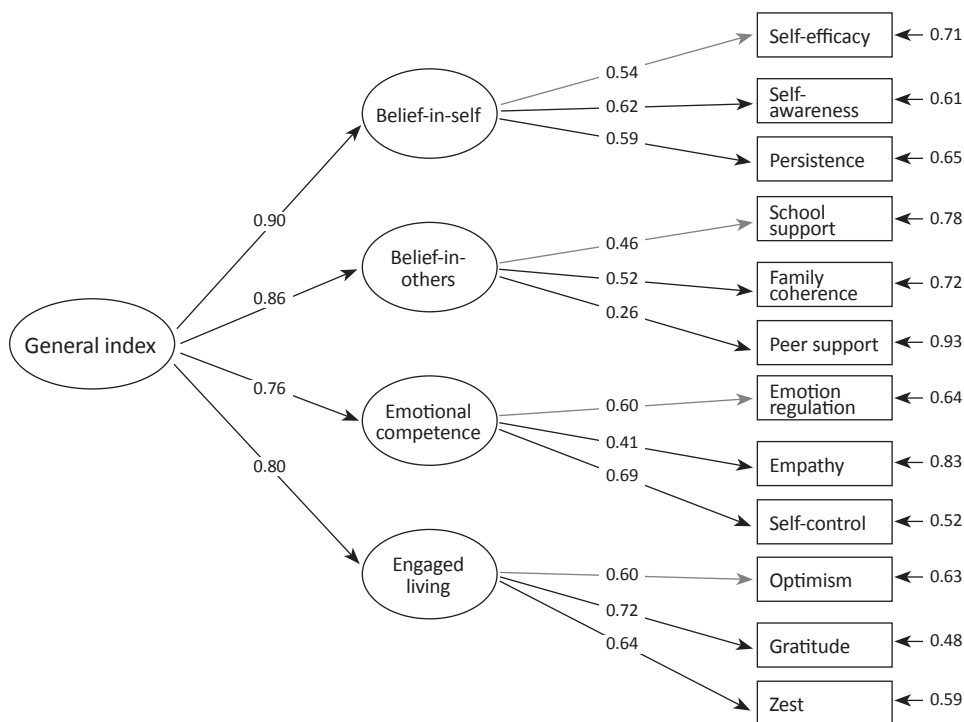 Self-efficacy
0.71
0.54
Belief-in-self
0.62
Self-
awareness
0.61
0.59
Persistence
0.65
0.90
School
support
0.78
0.46
Belief-in-
others
0.52
Family
coherence
0.72
0.86
0.26
Peer support
0.93
General index
0.76
Emotion
regulation
0.64
0.60
Emotional
competence
0.41
Empathy
0.83
0.80
0.69
Self-control
0.52
Engaged
living
0.60
Optimism
0.63
0.72
Gratitude
0.48
0.64
Zest
0.59